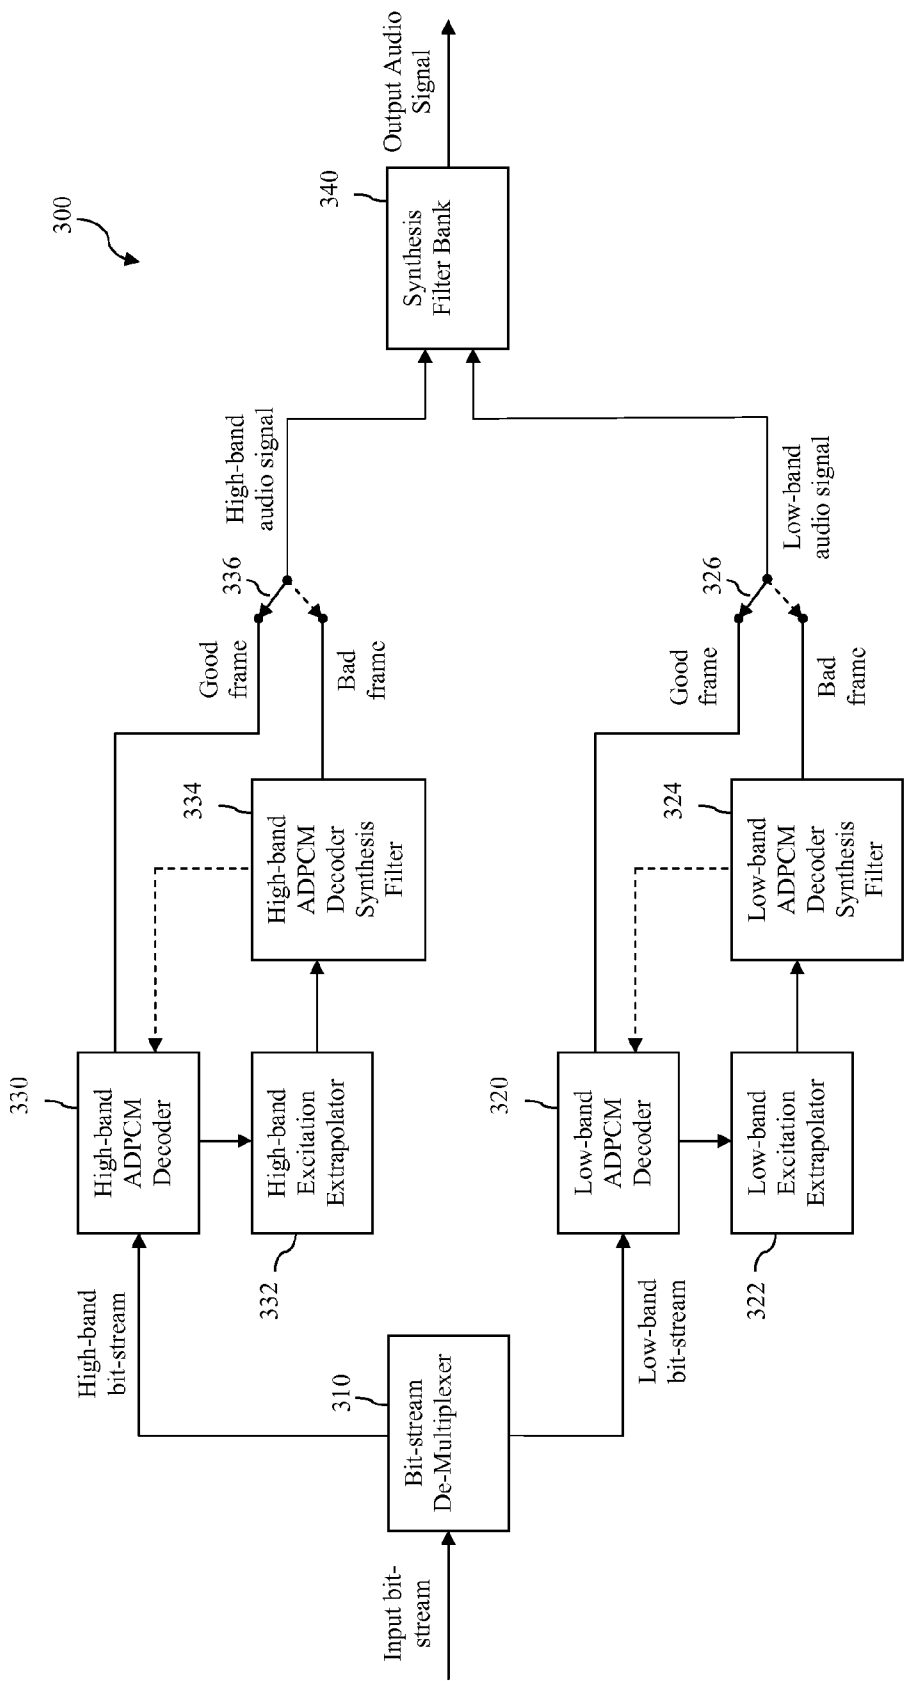 300
Input bit-
stream
Bit-stream
De-Multiplexer
310
High-band
bit-stream
High-band
ADPCM
Decoder
330
High-band
Excitation
Extrapolator
332
High-band
ADPCM
Decoder
Synthesis
Filter
334
Good
frame
Bad
frame
336
High-band
audio signal
Low-band
bit-stream
Low-band
ADPCM
Decoder
320
Low-band
Excitation
Extrapolator
322
Low-band
ADPCM
Decoder
Synthesis
Filter
324
Good
frame
Bad
frame
326
Low-band
audio signal
Synthesis
Filter Bank
340
Output Audio
Signal